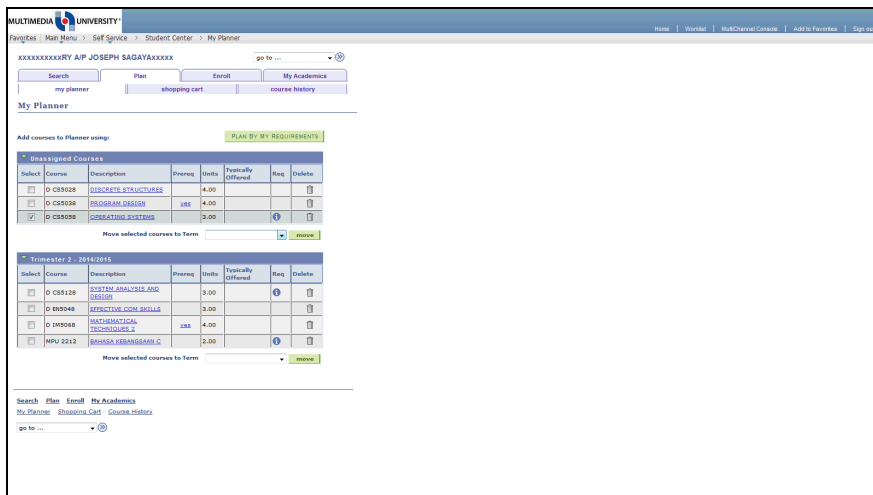 MULTIMEDIA UNIVERSITY
Home | Worklist | MultiChannel Console | Add to Favorites | Sign ou
Favorites Main Menu > Self Service > Student Center > My Planner
xxxxxxxxxxRY A/P JOSEPH SAGAYAxxxxx
go to ...
Search Plan Enroll My Academics
my planner shopping cart course history
My Planner
Add courses to Planner using:
PLAN BY MY REQUIREMENTS
Unassigned Courses
Select Course Description Prereq Units Typically Offered Req Delete
D CS5028 DISCRETE STRUCTURES 4.00
D CS5038 PROGRAM DESIGN yes 4.00
D CS5058 OPERATING SYSTEMS 3.00
Move selected courses to Term move
Trimester 2 - 2014/2015
Select Course Description Prereq Units Typically Offered Req Delete
D CS5128 SYSTEM ANALYSIS AND DESIGN 3.00
D EN5048 EFFECTIVE COM SKILLS 3.00
D IM5068 MATHEMATICAL TECHNIQUES 2 yes 4.00
MPU 2212 BAHASA KEBANGSAAN C 2.00
Move selected courses to Term move
Search Plan Enroll My Academics
My Planner Shopping Cart Course History
go to ...